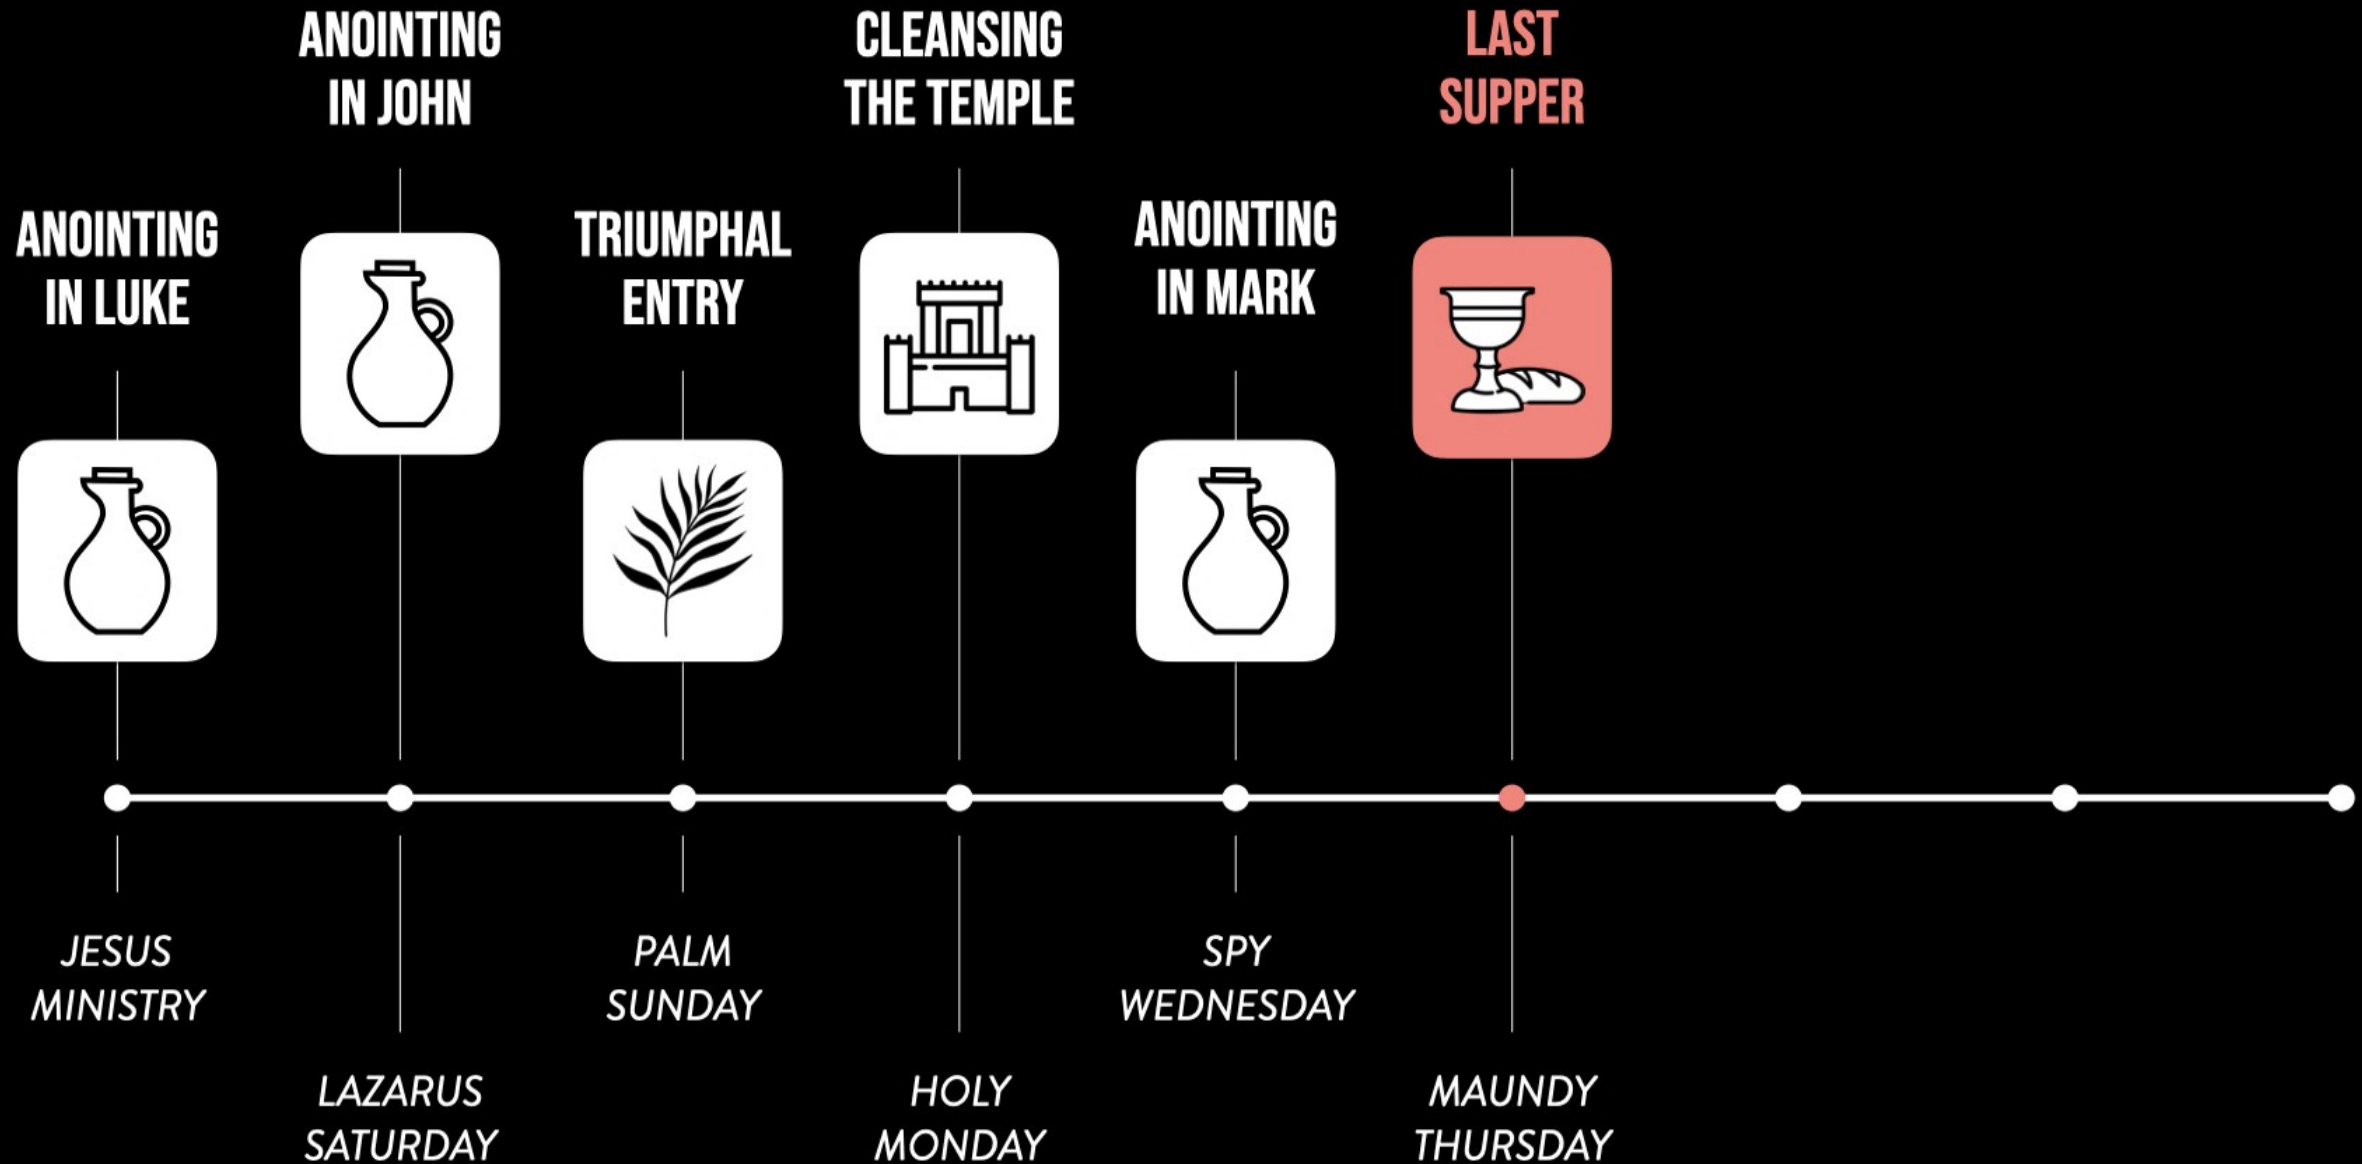 ANOINTING
IN LUKE
ANOINTING
IN JOHN
TRIUMPHAL
ENTRY
CLEANSING
THE TEMPLE
ANOINTING
IN MARK
LAST
SUPPER
JESUS
MINISTRY
LAZARUS
SATURDAY
PALM
SUNDAY
HOLY
MONDAY
SPY
WEDNESDAY
MAUNDY
THURSDAY